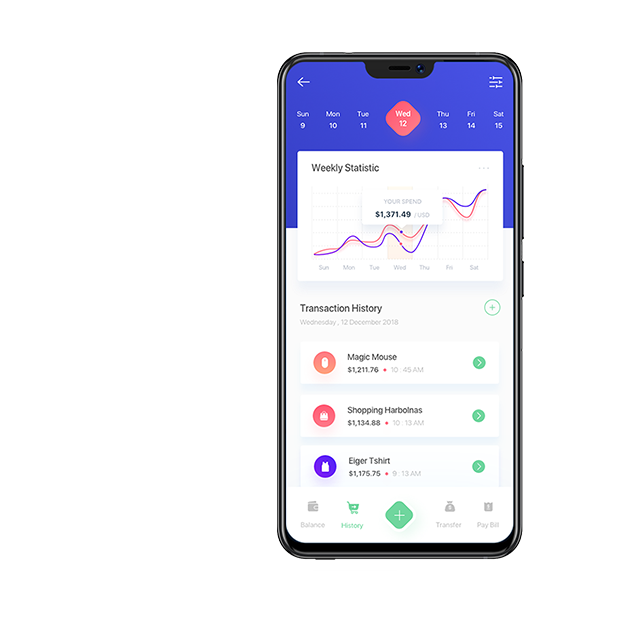 Sun Mon Tue Wed Thu Fri Sat
9 10 11 12 13 14 15
Weekly Statistic
YOUR SPEND
$1,371.49 / USD
Sun Mon Tue Wed Thu Fri Sat
Transaction History
Wednesday, 12 December 2018
Magic Mouse
$1,211.76 10 : 45 AM
Shopping Harbolnas
$1,134.88 10 : 13 AM
Eiger Tshirt
$1,175.75 9 : 13 AM
Balance History Transfer Pay Bill